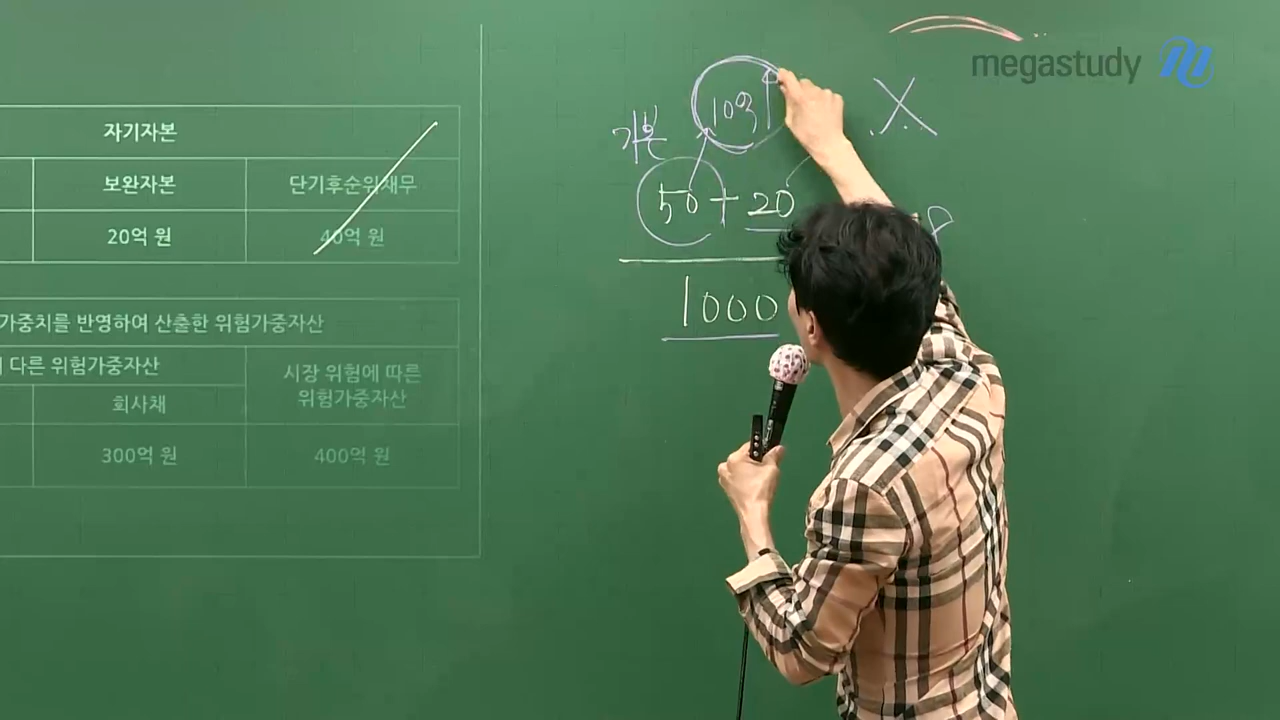 megastudy
자기자본
보완자본 단기후순위채무
20억 원 40억 원
가중치를 반영하여 산출한 위험가중자산
다른 위험가중자산
시장 위험에 따른
위험가중자산
회사채
300억 원 400억 원
10억↑ X
기본
50 + 20
8
1000